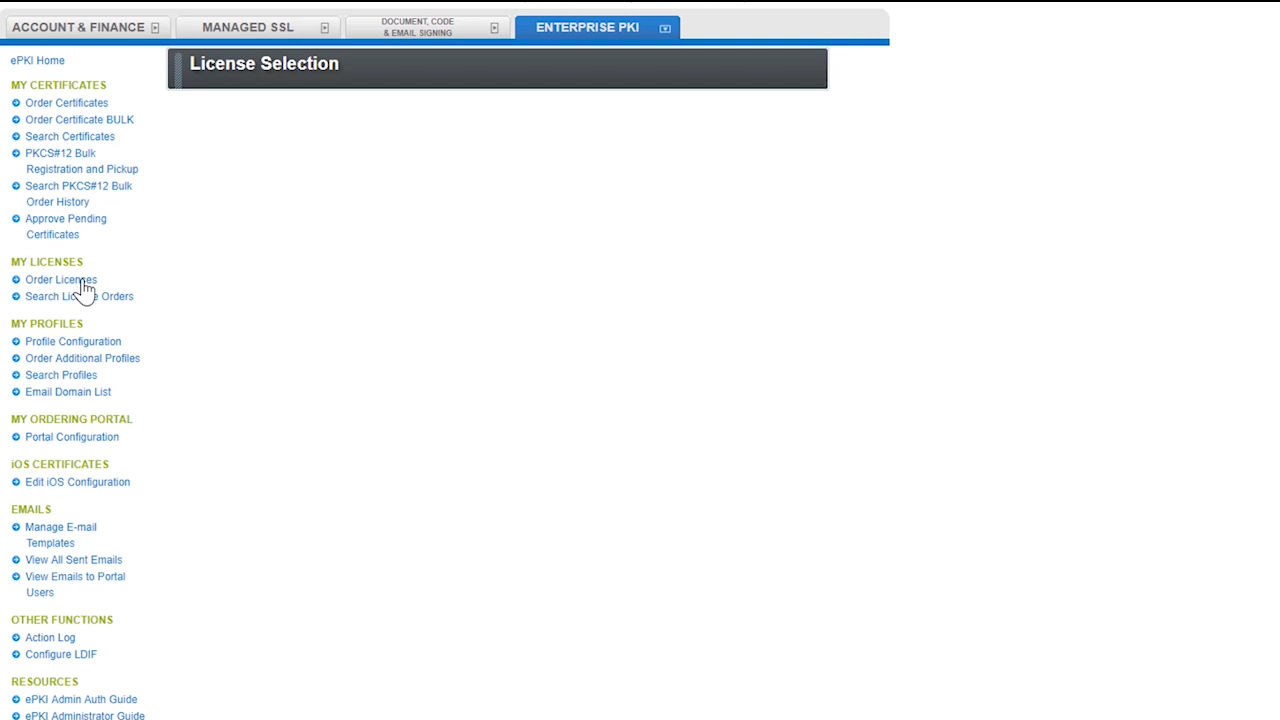 ACCOUNT & FINANCE
MANAGED SSL
DOCUMENT, CODE
& EMAIL SIGNING
ENTERPRISE PKI
ePKI Home
License Selection
MY CERTIFICATES
Order Certificates
Order Certificate BULK
Search Certificates
PKCS#12 Bulk
Registration and Pickup
Search PKCS#12 Bulk
Order History
Approve Pending
Certificates
MY LICENSES
Order Licenses
Search License Orders
MY PROFILES
Profile Configuration
Order Additional Profiles
Search Profiles
Email Domain List
MY ORDERING PORTAL
Portal Configuration
iOS CERTIFICATES
Edit iOS Configuration
EMAILS
Manage E-mail
Templates
View All Sent Emails
View Emails to Portal
Users
OTHER FUNCTIONS
Action Log
Configure LDIF
RESOURCES
ePKI Admin Auth Guide
ePKI Administrator Guide